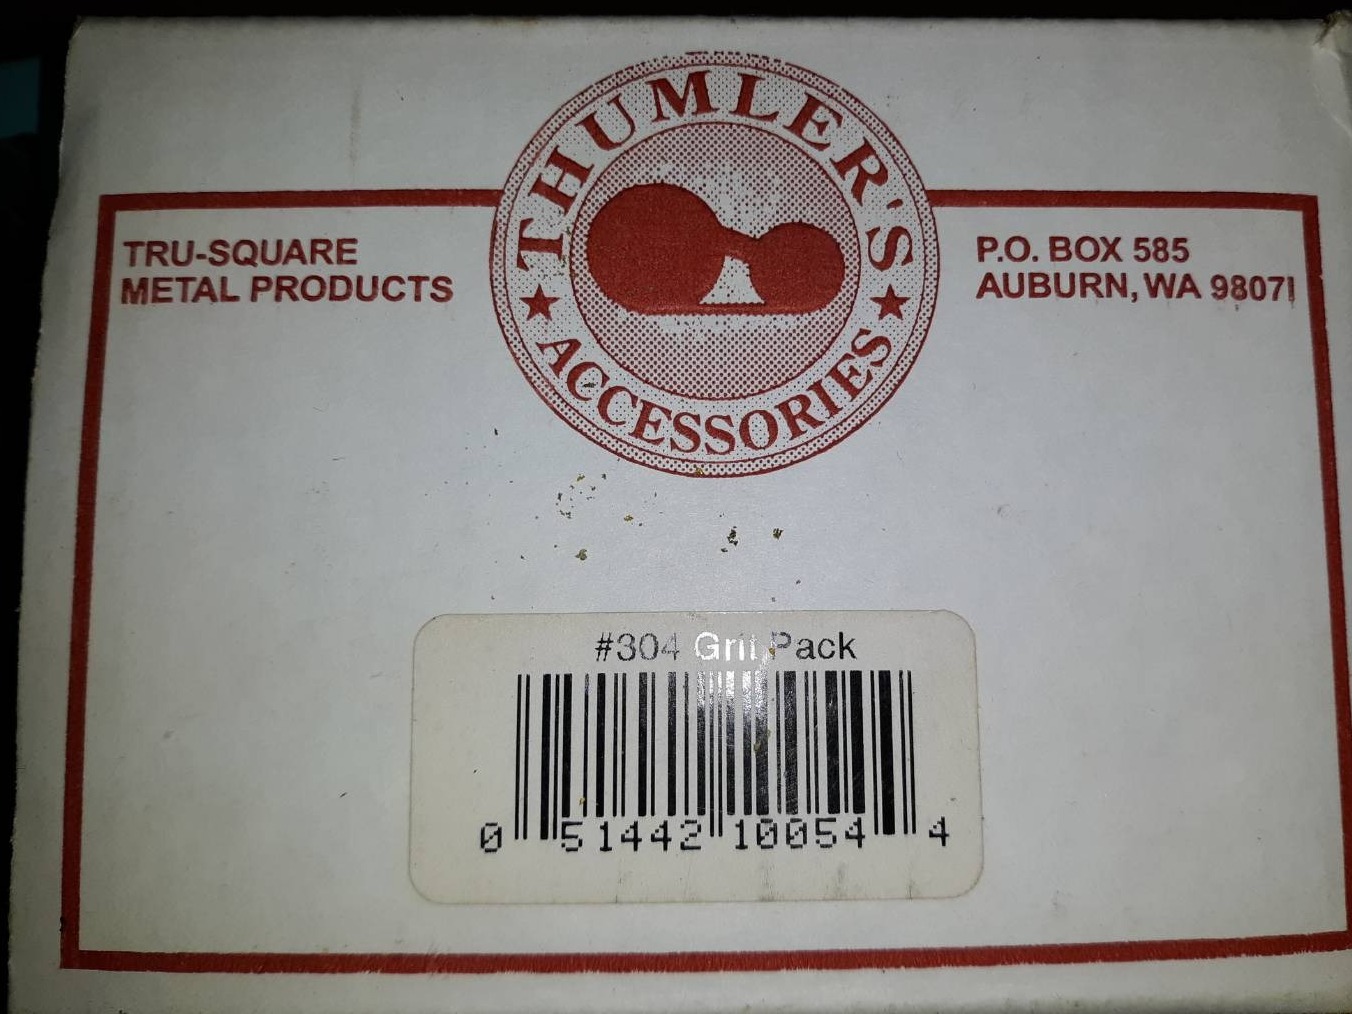 THUMLER'S
ACCESSORIES
TRU-SQUARE
METAL PRODUCTS
P.O. BOX 585
AUBURN, WA 98071
#304 Grit Pack
0 51442 10054 4